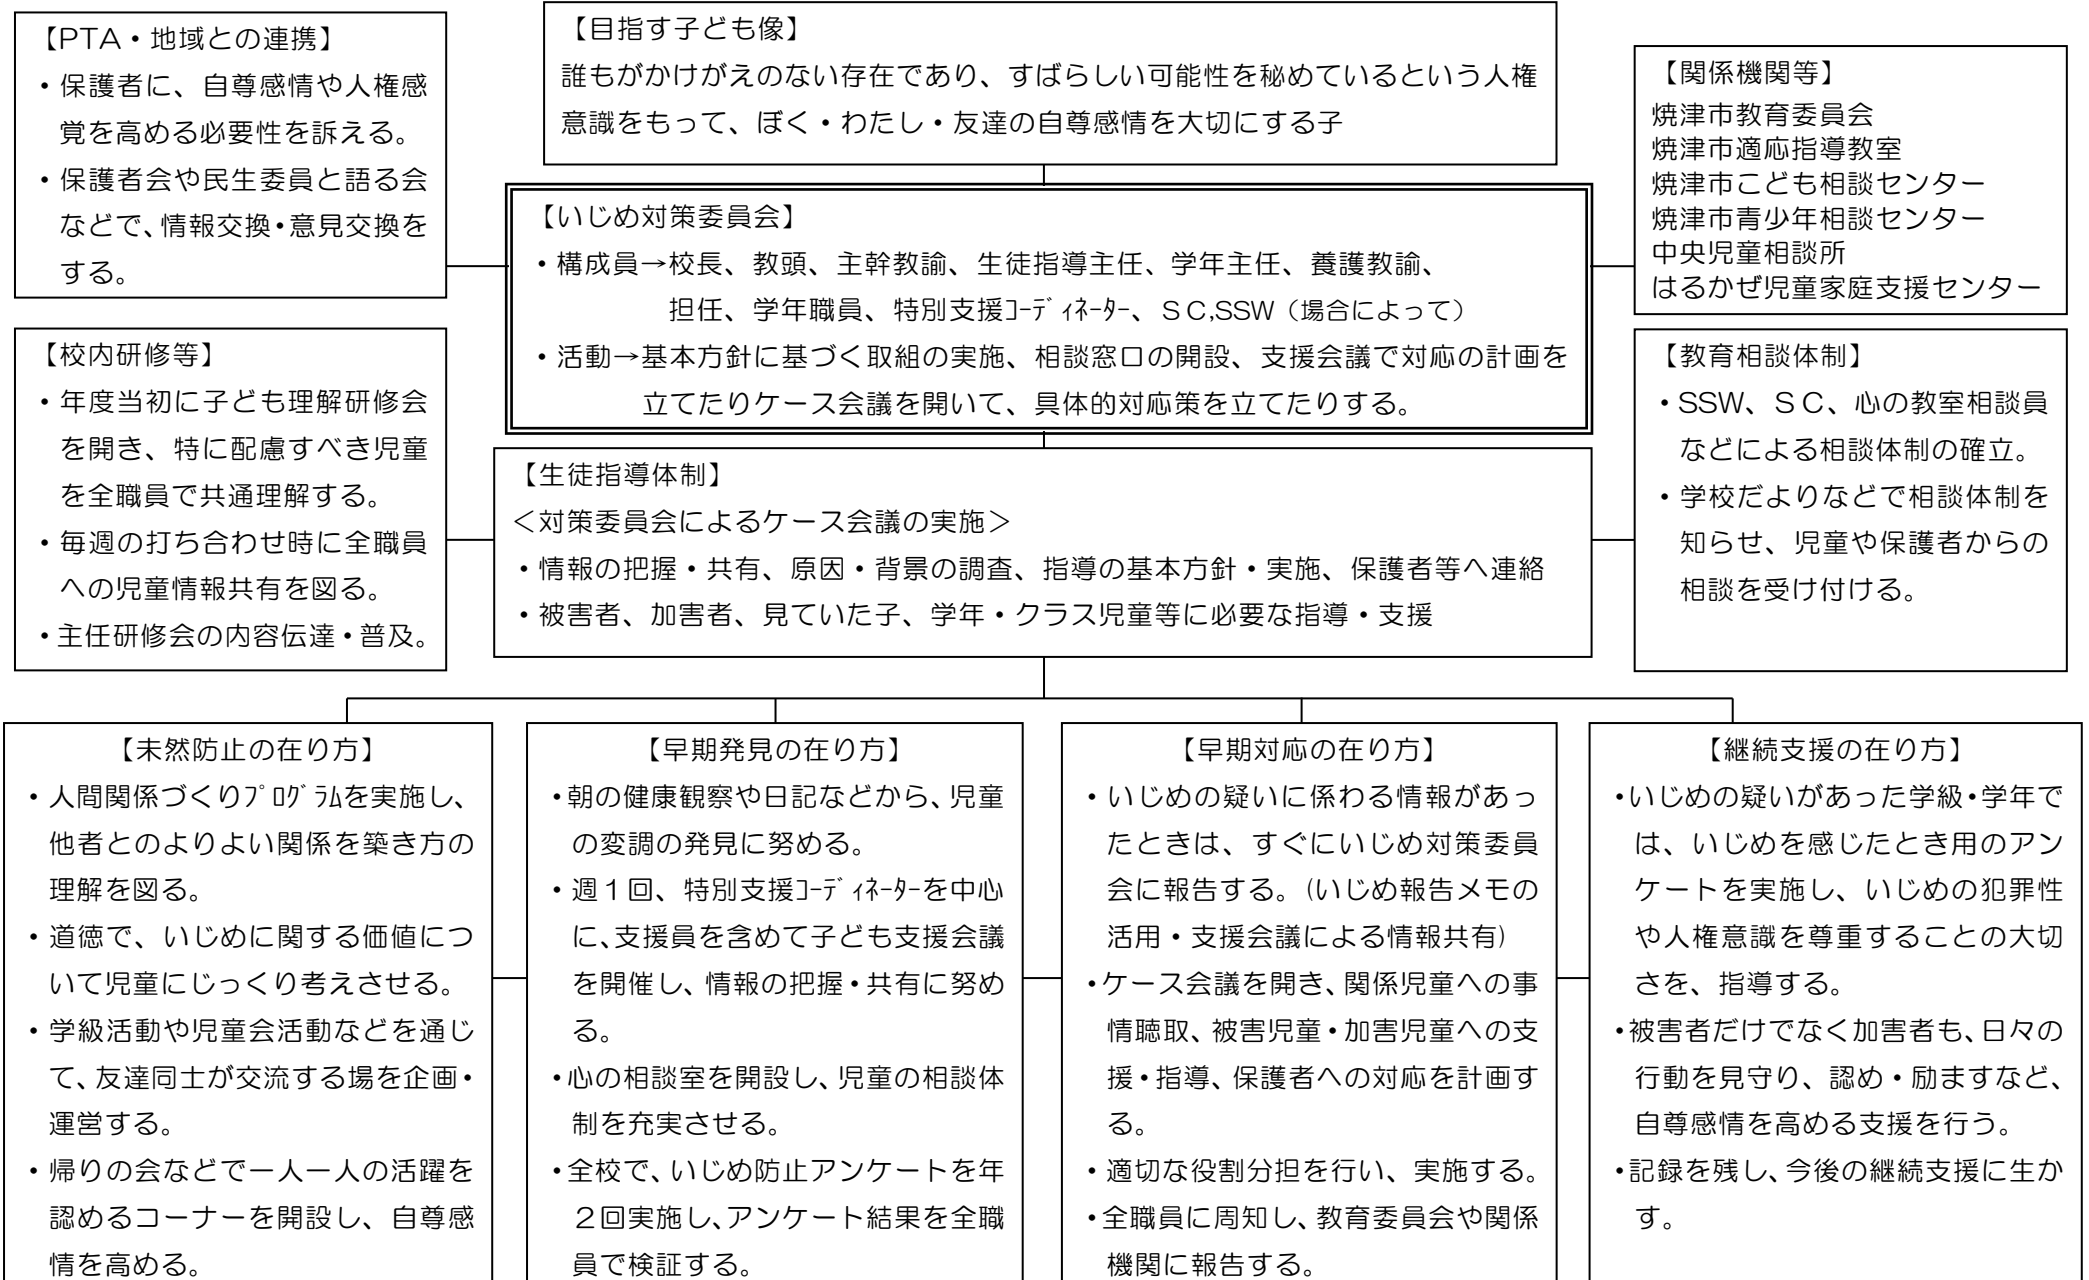 【PTA・地域との連携】
・保護者に、自尊感情や人権感
覚を高める必要性を訴える。
・保護者会や民生委員と語る会
などで、情報交換・意見交換を
する。
【目指す子ども像】
誰もがかけがえのない存在であり、すばらしい可能性を秘めているという人権
意識をもって、ぼく・わたし・友達の自尊感情を大切にする子
【関係機関等】
焼津市教育委員会
焼津市適応指導教室
焼津市こども相談センター
焼津市青少年相談センター
中央児童相談所
はるかぜ児童家庭支援センター
【いじめ対策委員会】
・構成員→校長、教頭、主幹教諭、生徒指導主任、学年主任、養護教諭、
担任、学年職員、特別支援ｺｰﾃﾞｨﾈｰﾀｰ、ＳＣ,SSW（場合によって）
・活動→基本方針に基づく取組の実施、相談窓口の開設、支援会議で対応の計画を
立てたりケース会議を開いて、具体的対応策を立てたりする。
【校内研修等】
・年度当初に子ども理解研修会
を開き、特に配慮すべき児童
を全職員で共通理解する。
・毎週の打ち合わせ時に全職員
への児童情報共有を図る。
・主任研修会の内容伝達・普及。
【生徒指導体制】
＜対策委員会によるケース会議の実施＞
・情報の把握・共有、原因・背景の調査、指導の基本方針・実施、保護者等へ連絡
・被害者、加害者、見ていた子、学年・クラス児童等に必要な指導・支援
【教育相談体制】
・SSW、ＳＣ、心の教室相談員
などによる相談体制の確立。
・学校だよりなどで相談体制を
知らせ、児童や保護者からの
相談を受け付ける。
【未然防止の在り方】
・人間関係づくりﾌﾟﾛｸﾞﾗﾑを実施し、
他者とのよりよい関係を築き方の
理解を図る。
・道徳で、いじめに関する価値につ
いて児童にじっくり考えさせる。
・学級活動や児童会活動などを通じ
て、友達同士が交流する場を企画・
運営する。
・帰りの会などで一人一人の活躍を
認めるコーナーを開設し、自尊感
情を高める。
【早期発見の在り方】
・朝の健康観察や日記などから、児童
の変調の発見に努める。
・週１回、特別支援ｺｰﾃﾞｨﾈｰﾀｰを中心
に、支援員を含めて子ども支援会議
を開催し、情報の把握・共有に努め
る。
・心の相談室を開設し、児童の相談体
制を充実させる。
・全校で、いじめ防止アンケートを年
２回実施し、アンケート結果を全職
員で検証する。
【早期対応の在り方】
・いじめの疑いに係わる情報があっ
たときは、すぐにいじめ対策委員
会に報告する。（いじめ報告メモの
活用・支援会議による情報共有）
・ケース会議を開き、関係児童への事
情聴取、被害児童・加害児童への支
援・指導、保護者への対応を計画す
る。
・適切な役割分担を行い、実施する。
・全職員に周知し、教育委員会や関係
機関に報告する。
【継続支援の在り方】
・いじめの疑いがあった学級・学年で
は、いじめを感じたとき用のアン
ケートを実施し、いじめの犯罪性
や人権意識を尊重することの大切
さを、指導する。
・被害者だけでなく加害者も、日々の
行動を見守り、認め・励ますなど、
自尊感情を高める支援を行う。
・記録を残し、今後の継続支援に生か
す。